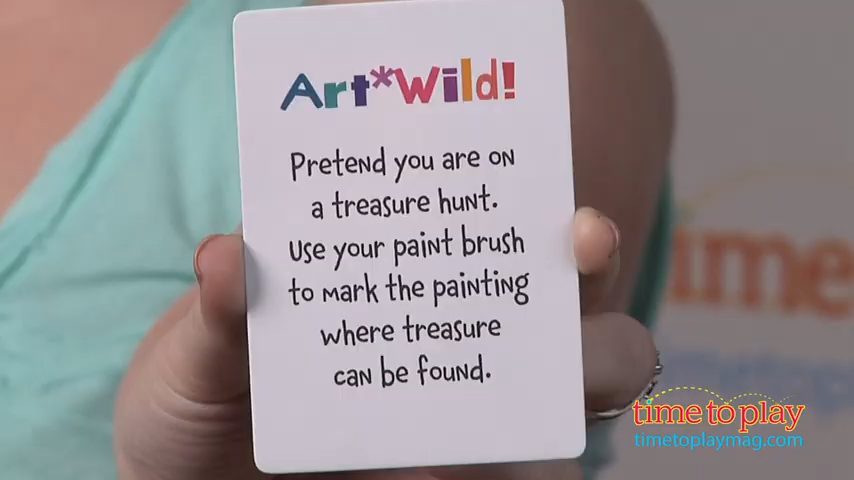 Art*Wild!
Pretend you are on
a treasure hunt.
Use your paint brush
to mark the painting
where treasure
can be found.
time
time to play
timetoplaymag.com